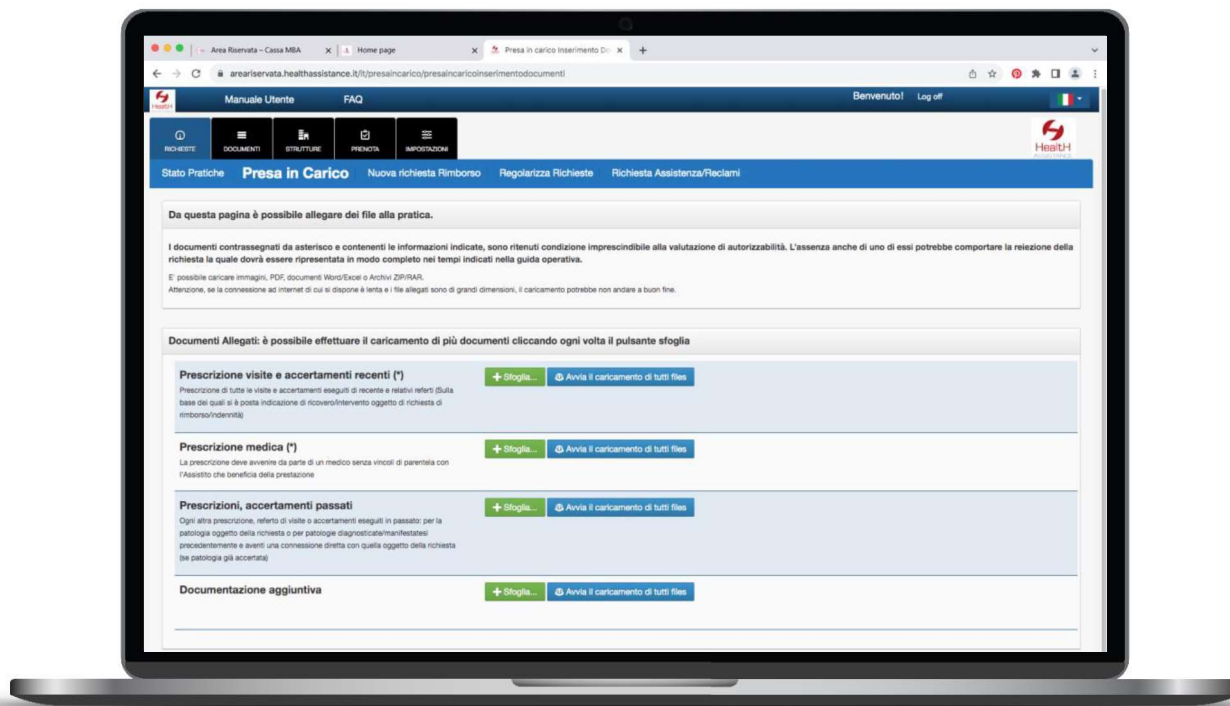 Area Riservata – Cassa MBA
Home page
Presa in carico Inserimento Do
areariservata.healthassistance.it/it/presaincarico/presaincaricoinserimentodocumenti
HealtH
Manuale Utente
FAQ
Benvenuto!
Log off
RICHIESTE
DOCUMENTI
STRUTTURE
PRENOTA
IMPOSTAZIONI
HealtH
ASSISTANCE
Stato Pratiche
Presa in Carico
Nuova richiesta Rimborso
Regolarizza Richieste
Richiesta Assistenza/Reclami
Da questa pagina è possibile allegare dei file alla pratica.
I documenti contrassegnati da asterisco e contenenti le informazioni indicate, sono ritenuti condizione imprescindibile alla valutazione di autorizzabilità. L'assenza anche di uno di essi potrebbe comportare la reiezione della
richiesta la quale dovrà essere ripresentata in modo completo nei tempi indicati nella guida operativa.
E' possibile caricare immagini, PDF, documenti Word/Excel o Archivi ZIP/RAR.
Attenzione, se la connessione ad internet di cui si dispone è lenta e i file allegati sono di grandi dimensioni, il caricamento potrebbe non andare a buon fine.
Documenti Allegati: è possibile effettuare il caricamento di più documenti cliccando ogni volta il pulsante sfoglia
Prescrizione visite e accertamenti recenti (*)
Prescrizione di tutte le visite e accertamenti eseguiti di recente e relativi referti (Sulla
base dei quali si è posta indicazione di ricovero/intervento oggetto di richiesta di
rimborso/indennità)
+ Sfoglia...
Avvia il caricamento di tutti files
Prescrizione medica (*)
La prescrizione deve avvenire da parte di un medico senza vincoli di parentela con
l'Assistito che beneficia della prestazione
+ Sfoglia...
Avvia il caricamento di tutti files
Prescrizioni, accertamenti passati
Ogni altra prescrizione, referto di visite o accertamenti eseguiti in passato: per la
patologia oggetto della richiesta o per patologie diagnosticate/manifestatesi
precedentemente e aventi una connessione diretta con quella oggetto della richiesta
(se patologia già accertata)
+ Sfoglia...
Avvia il caricamento di tutti files
Documentazione aggiuntiva
+ Sfoglia...
Avvia il caricamento di tutti files